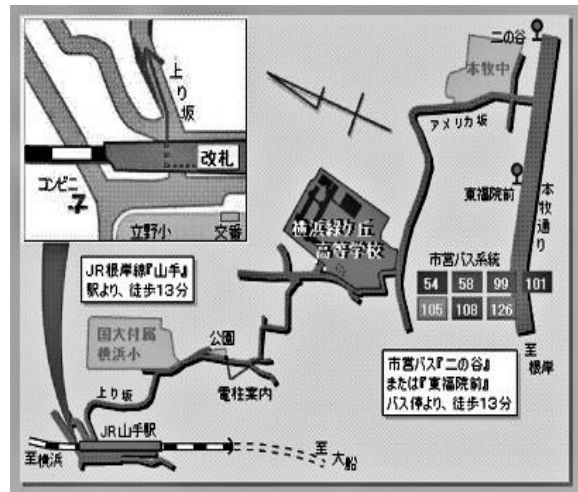 上り坂
改札
コンビニ
立野小
交番
二の谷
本牧中
アメリカ坂
東福院前
本牧通り
横浜緑ケ丘
高等学校
市営バス系統
54 58 99 101
105 108 126
至
根岸
JR根岸線『山手』
駅より、徒歩13分
国大付属
横浜小
公園
電柱案内
上り坂
市営バス『二の谷』
または『東福院前』
バス停より、徒歩13分
JR山手駅
至横浜
至
大船